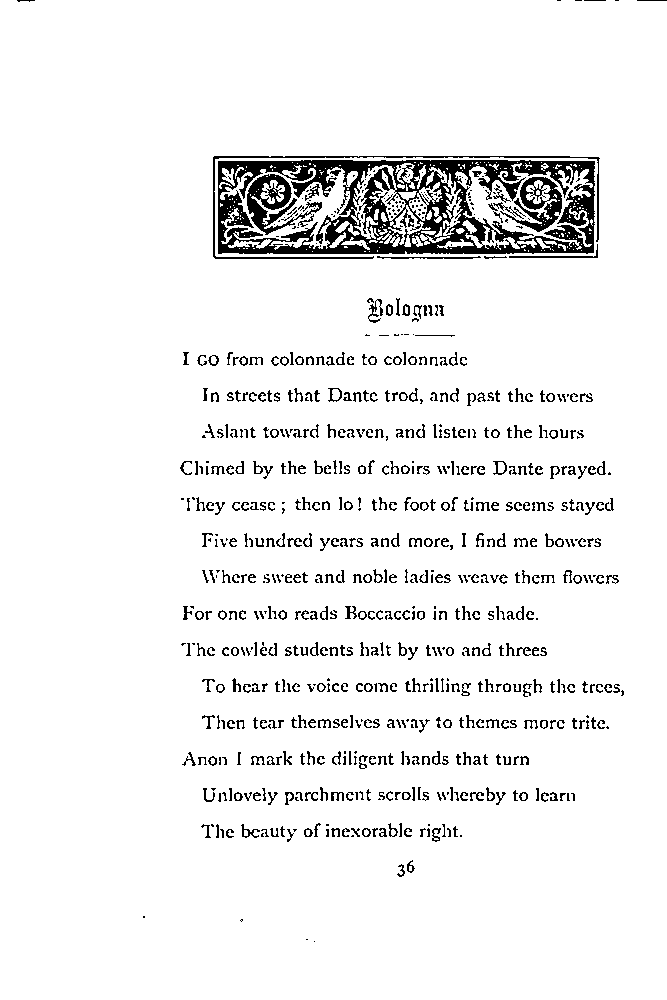 Bologna
I GO from colonnade to colonnade
In streets that Dante trod, and past the towers
Aslant toward heaven, and listen to the hours
Chimed by the bells of choirs where Dante prayed.
They cease ; then lo! the foot of time seems stayed
Five hundred years and more, I find me bowers
Where sweet and noble ladies weave them flowers
For one who reads Boccaccio in the shade.
The cowlèd students halt by two and threes
To hear the voice come thrilling through the trees,
Then tear themselves away to themes more trite.
Anon I mark the diligent hands that turn
Unlovely parchment scrolls whereby to learn
The beauty of inexorable right.
36